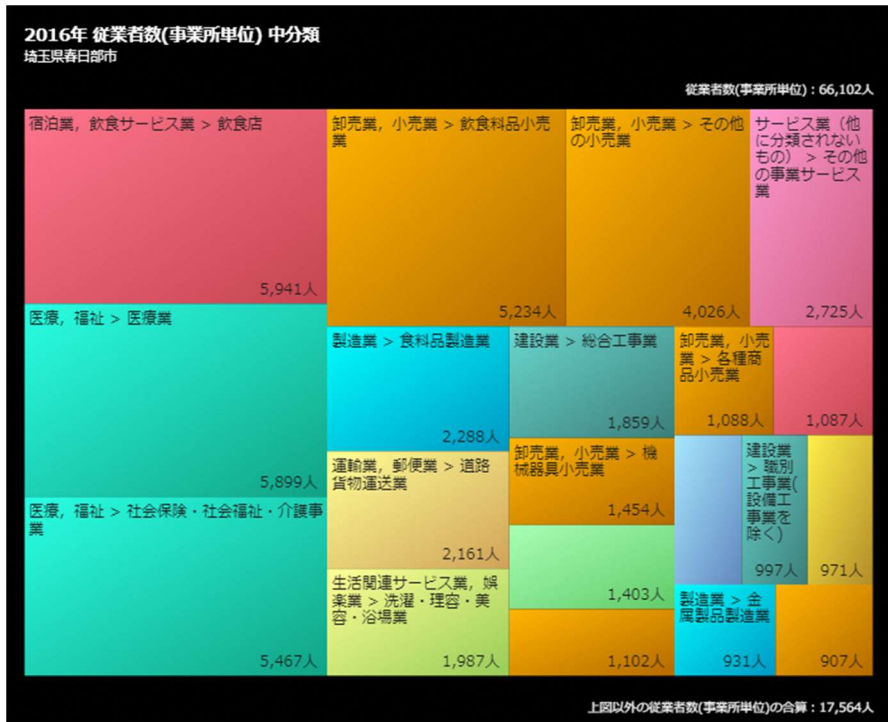 2016年 従業者数(事業所単位) 中分類
埼玉県春日部市
従業者数(事業所単位)：66,102人
宿泊業，飲食サービス業 > 飲食店
5,941人
医療，福祉 > 医療業
5,899人
医療，福祉 > 社会保険・社会福祉・介護事
業
5,467人
卸売業，小売業 > 飲食料品小売
業
5,234人
卸売業，小売業 > その他
の小売業
4,026人
サービス業（他
に分類されない
もの） > その他
の事業サービス
業
2,725人
製造業 > 食料品製造業
2,288人
運輸業，郵便業 > 道路
貨物運送業
2,161人
生活関連サービス業，娯
楽業 > 洗濯・理容・美
容・浴場業
1,987人
建設業 > 総合工事業
1,859人
卸売業，小売業 > 機
械器具小売業
1,454人
1,403人
1,102人
卸売業，小売
業 > 各種商
品小売業
1,088人
1,087人
建設業
> 職別
工事業(
設備工
事業を
除く)
997人
971人
製造業 > 金
属製品製造業
931人
907人
上図以外の従業者数(事業所単位)の合算：17,564人